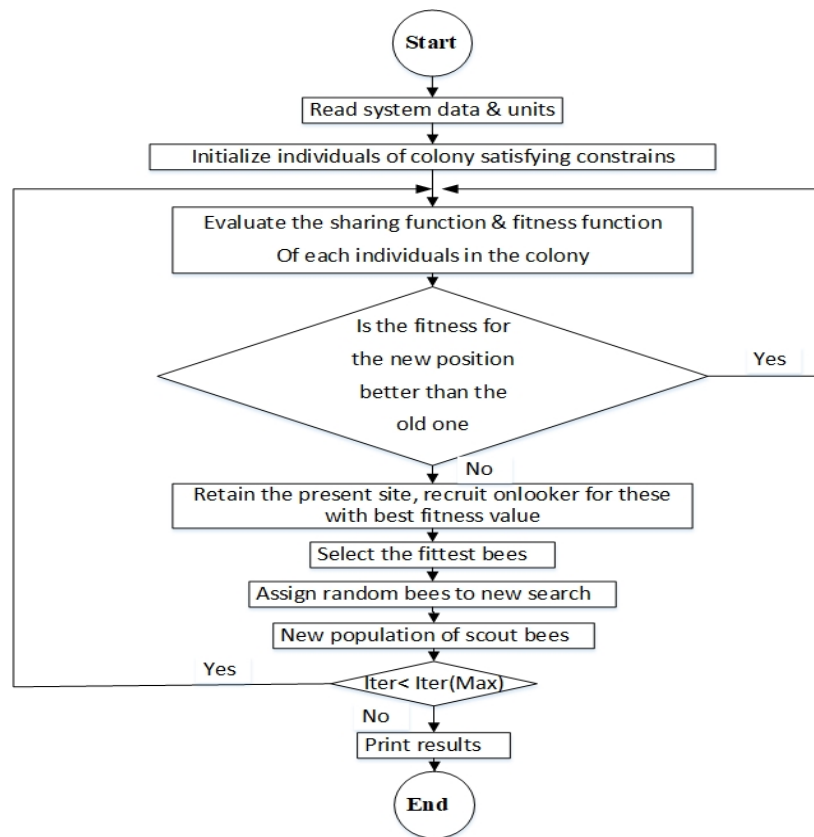 Start
Read system data & units
Initialize individuals of colony satisfying constrains
Evaluate the sharing function & fitness function
Of each individuals in the colony
Is the fitness for
the new position
better than the
old one
Yes
No
Retain the present site, recruit onlooker for these
with best fitness value
Select the fittest bees
Assign random bees to new search
New population of scout bees
Yes
Iter< Iter(Max)
No
Print results
End